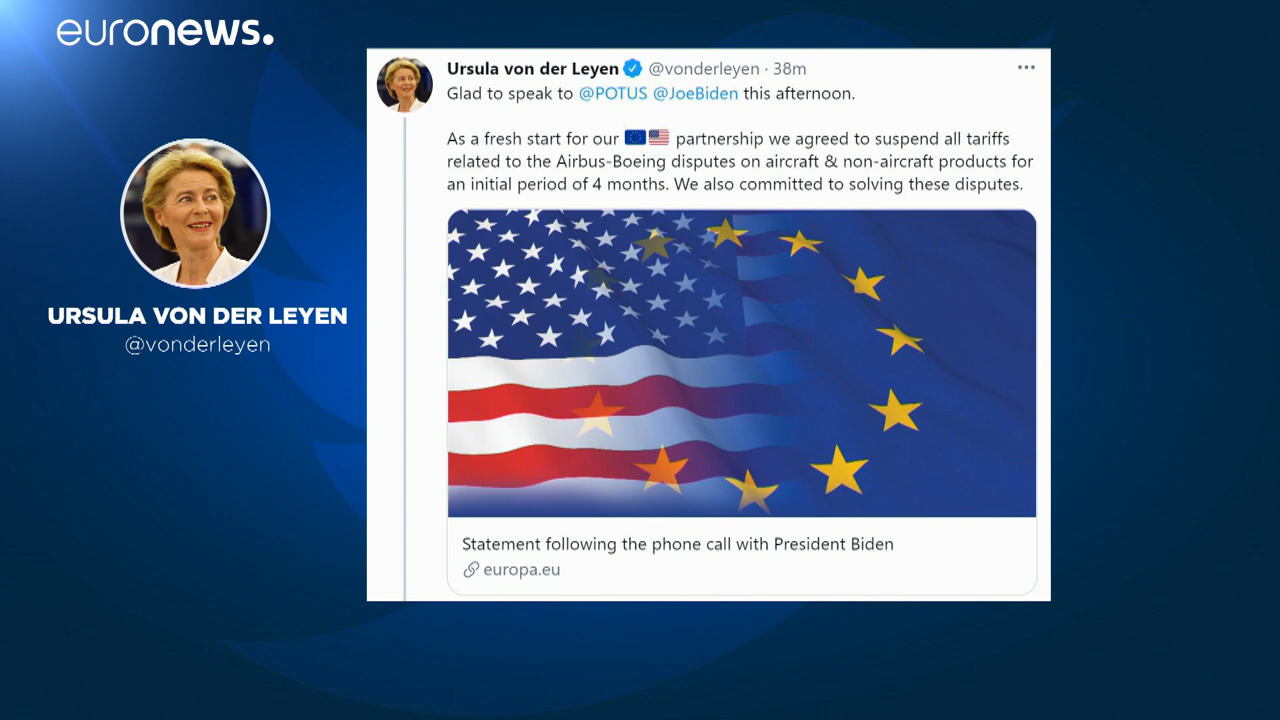 euronews.
Ursula von der Leyen @vonderleyen · 38m
Glad to speak to @POTUS @JoeBiden this afternoon.
As a fresh start for our 🇪🇺🇺🇸 partnership we agreed to suspend all tariffs
related to the Airbus-Boeing disputes on aircraft & non-aircraft products for
an initial period of 4 months. We also committed to solving these disputes.
Statement following the phone call with President Biden
europa.eu
URSULA VON DER LEYEN
@vonderleyen